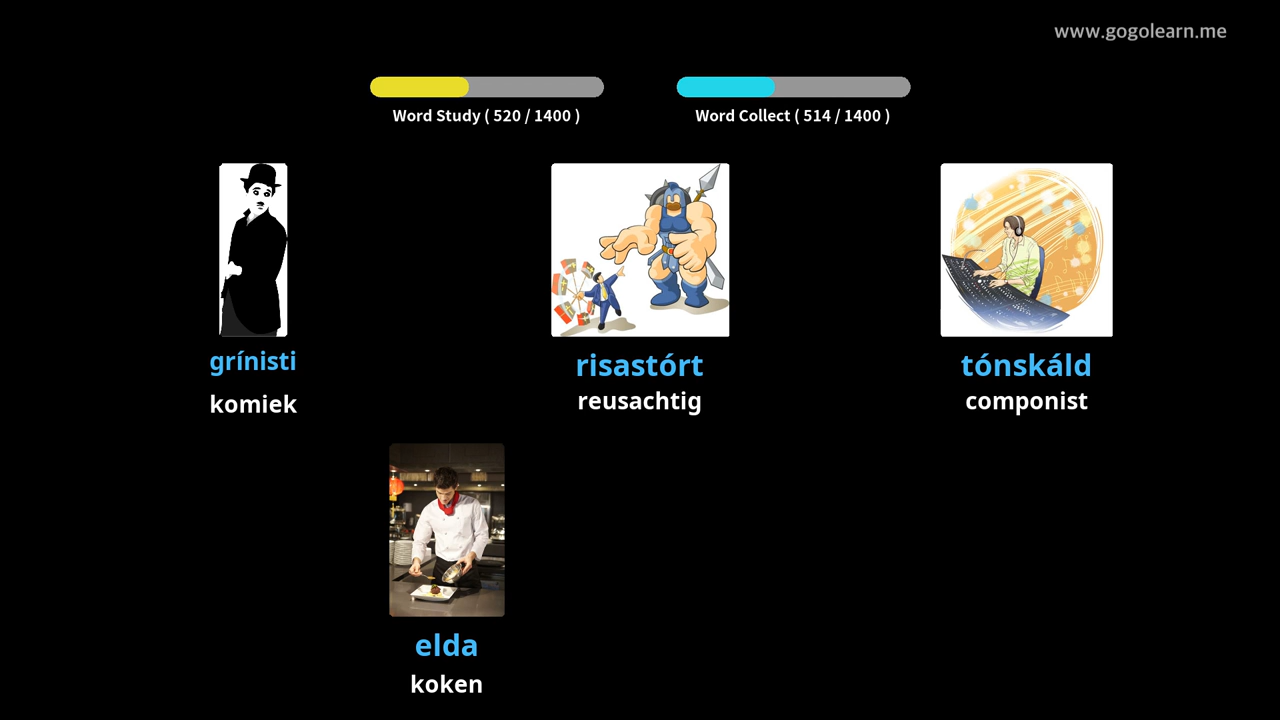 www.gogolearn.me
Word Study ( 520 / 1400 )
Word Collect ( 514 / 1400 )
grínisti
komiek
risastórt
reusachtig
tónskáld
componist
elda
koken